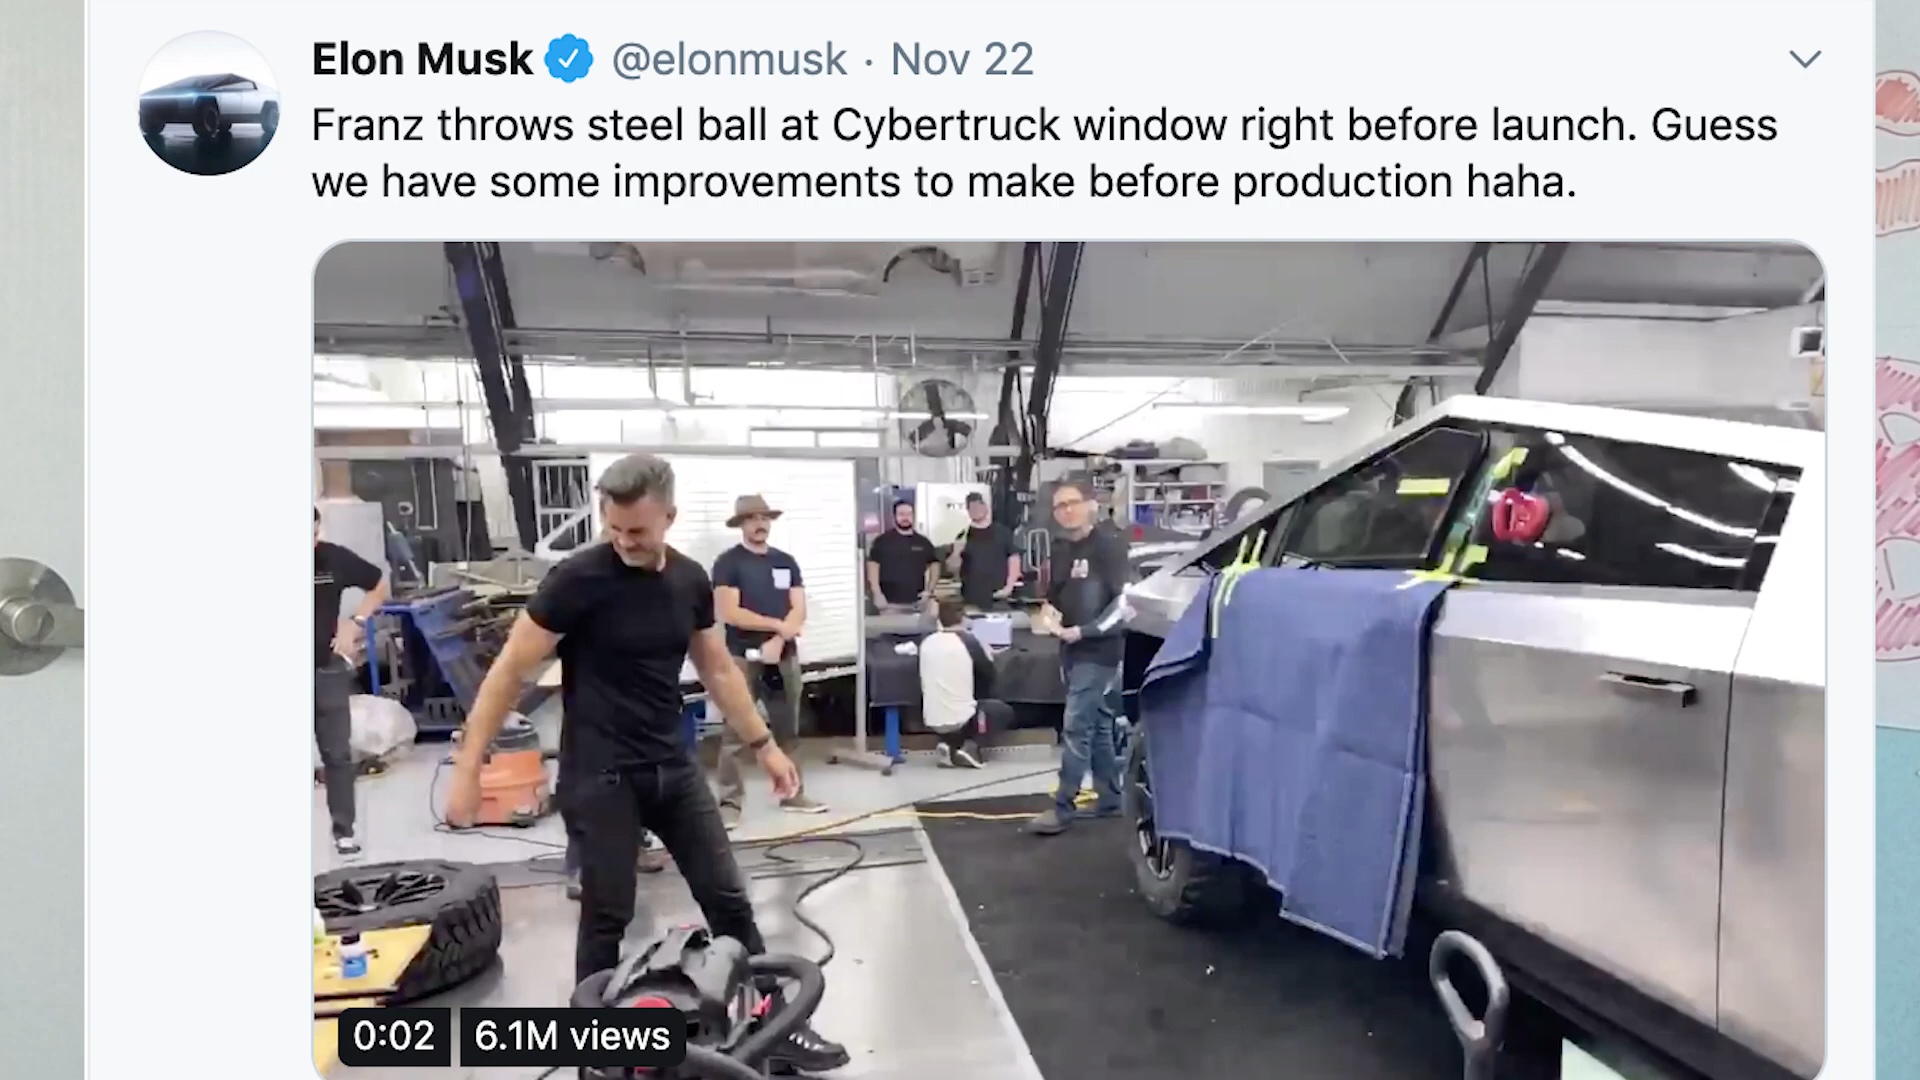 Elon Musk @elonmusk · Nov 22
Franz throws steel ball at Cybertruck window right before launch. Guess
we have some improvements to make before production haha.
0:02 6.1M views